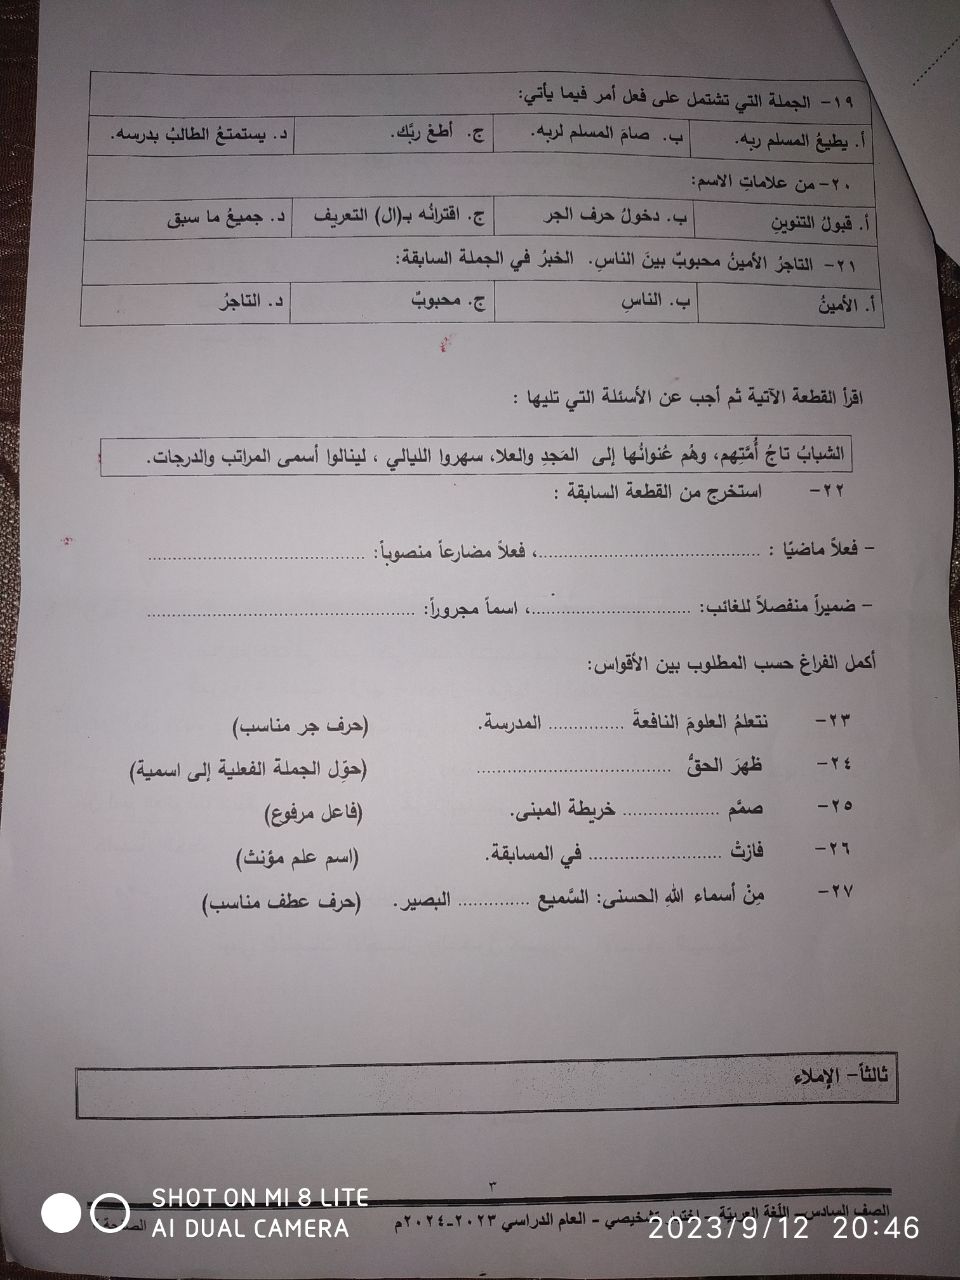 ١٩- الجملة التي تشتمل على فعل أمر فيما يأتي:
أ. يطيعُ المسلم ربه. ب. صامَ المسلم لربه. ج. أطعْ ربَّك. د. يستمتعُ الطالبُ بدرسه.
٢٠- من علاماتِ الاسم:
أ. قبولُ التنوينِ ب. دخولُ حرف الجر ج. اقترانُه بـ(ال) التعريف د. جميعُ ما سبق
٢١- التاجرُ الأمينُ محبوبٌ بينَ الناسِ. الخبرُ في الجملة السابقة:
أ. الأمينُ ب. الناسِ ج. محبوبٌ د. التاجرُ
اقرأ القطعة الآتية ثم أجب عن الأسئلة التي تليها :
الشبابُ تاجُ أُمَّتِهم، وهُم عُنوانُها إلى المَجدِ والعلا، سهروا الليالي ، لينالوا أسمى المراتب والدرجات.
٢٢- استخرج من القطعة السابقة :
- فعلاً ماضيًا : ......................................، فعلاً مضارعاً منصوباً: ......................................
- ضميراً منفصلاً للغائب: ............................، اسماً مجروراً: ..............................................
أكمل الفراغ حسب المطلوب بين الأقواس:
٢٣- نتعلمُ العلومَ النافعةَ ............. المدرسة. (حرف جر مناسب)
٢٤- ظهرَ الحقُّ .................................. (حوِّل الجملة الفعلية إلى اسمية)
٢٥- صمَّم ................. خريطة المبنى. (فاعل مرفوع)
٢٦- فازتْ ....................... في المسابقة. (اسم علم مؤنث)
٢٧- مِنْ أسماء اللهِ الحسنى: السَّميع ............. البصير. (حرف عطف مناسب)
ثالثاً- الإملاء
٣
الصف السادس- اللغة العربيّة - اختبار تشخيصي - العام الدراسي ٢٠٢٣-٢٠٢٤م
SHOT ON MI 8 LITE
AI DUAL CAMERA
2023/9/12 20:46